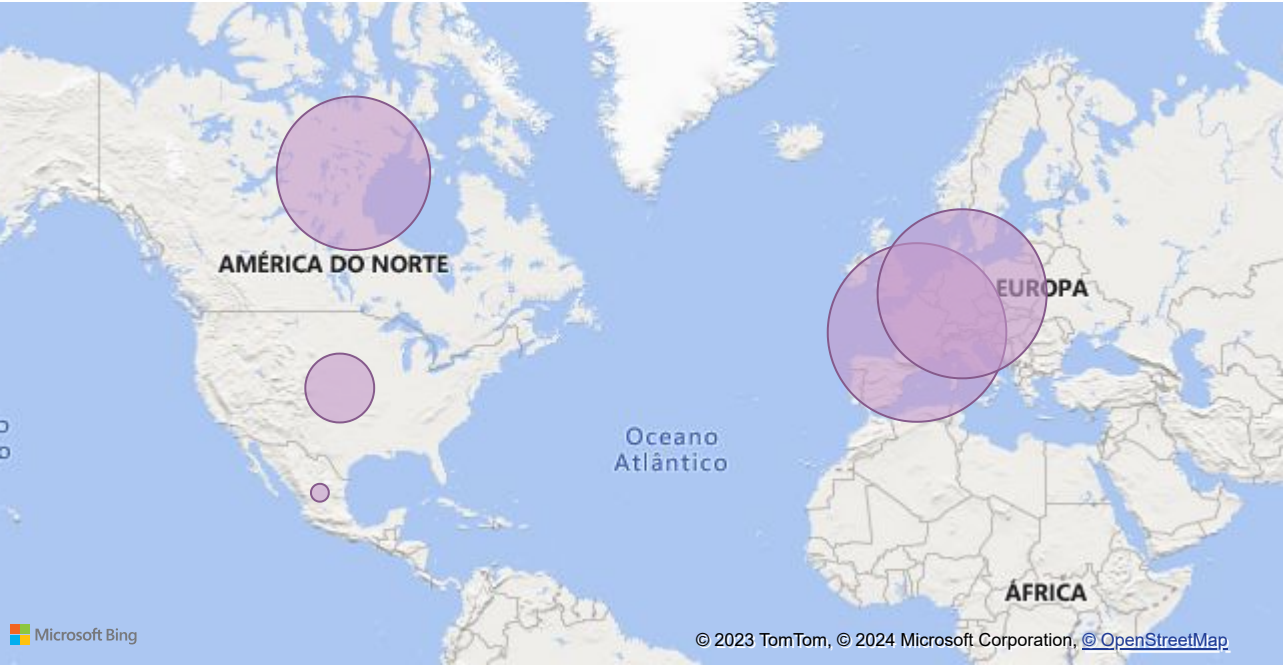 AMÉRICA DO NORTE
EUROPA
Oceano
Atlântico
ÁFRICA
Microsoft Bing
© 2023 TomTom, © 2024 Microsoft Corporation, © OpenStreetMap